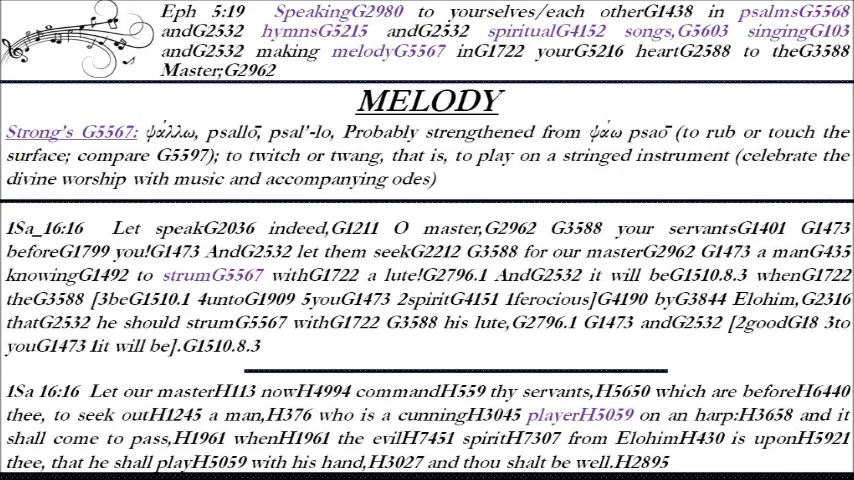 Eph 5:19 SpeakingG2980 to yourselves/each otherG1438 in psalmsG5568
andG2532 hymnsG5215 andG2532 spiritualG4152 songs,G5603 singingG103
andG2532 making melodyG5567 inG1722 yourG5216 heartG2588 to theG3588
Master;G2962
MELODY
Strong's G5567: ψάλλω, psallō, psal'-lo, Probably strengthened from ψάω psaō (to rub or touch the
surface; compare G5597); to twitch or twang, that is, to play on a stringed instrument (celebrate the
divine worship with music and accompanying odes)
1Sa_16:16 Let speakG2036 indeed,G1211 O master,G2962 G3588 your servantsG1401 G1473
beforeG1799 you!G1473 AndG2532 let them seekG2212 G3588 for our masterG2962 G1473 a manG435
knowingG1492 to strumG5567 withG1722 a lute!G2796.1 AndG2532 it will beG1510.8.3 whenG1722
theG3588 [3beG1510.1 4untoG1909 5youG1473 2spiritG4151 1ferocious]G4190 byG3844 Elohim,G2316
thatG2532 he should strumG5567 withG1722 G3588 his lute,G2796.1 G1473 andG2532 [2goodG18 3to
youG1473 1it will be].G1510.8.3
1Sa 16:16 Let our masterH113 nowH4994 commandH559 thy servants,H5650 which are beforeH6440
thee, to seek outH1245 a man,H376 who is a cunningH3045 playerH5059 on an harp:H3658 and it
shall come to pass,H1961 whenH1961 the evilH7451 spiritH7307 from ElohimH430 is uponH5921
thee, that he shall playH5059 with his hand,H3027 and thou shalt be well.H2895